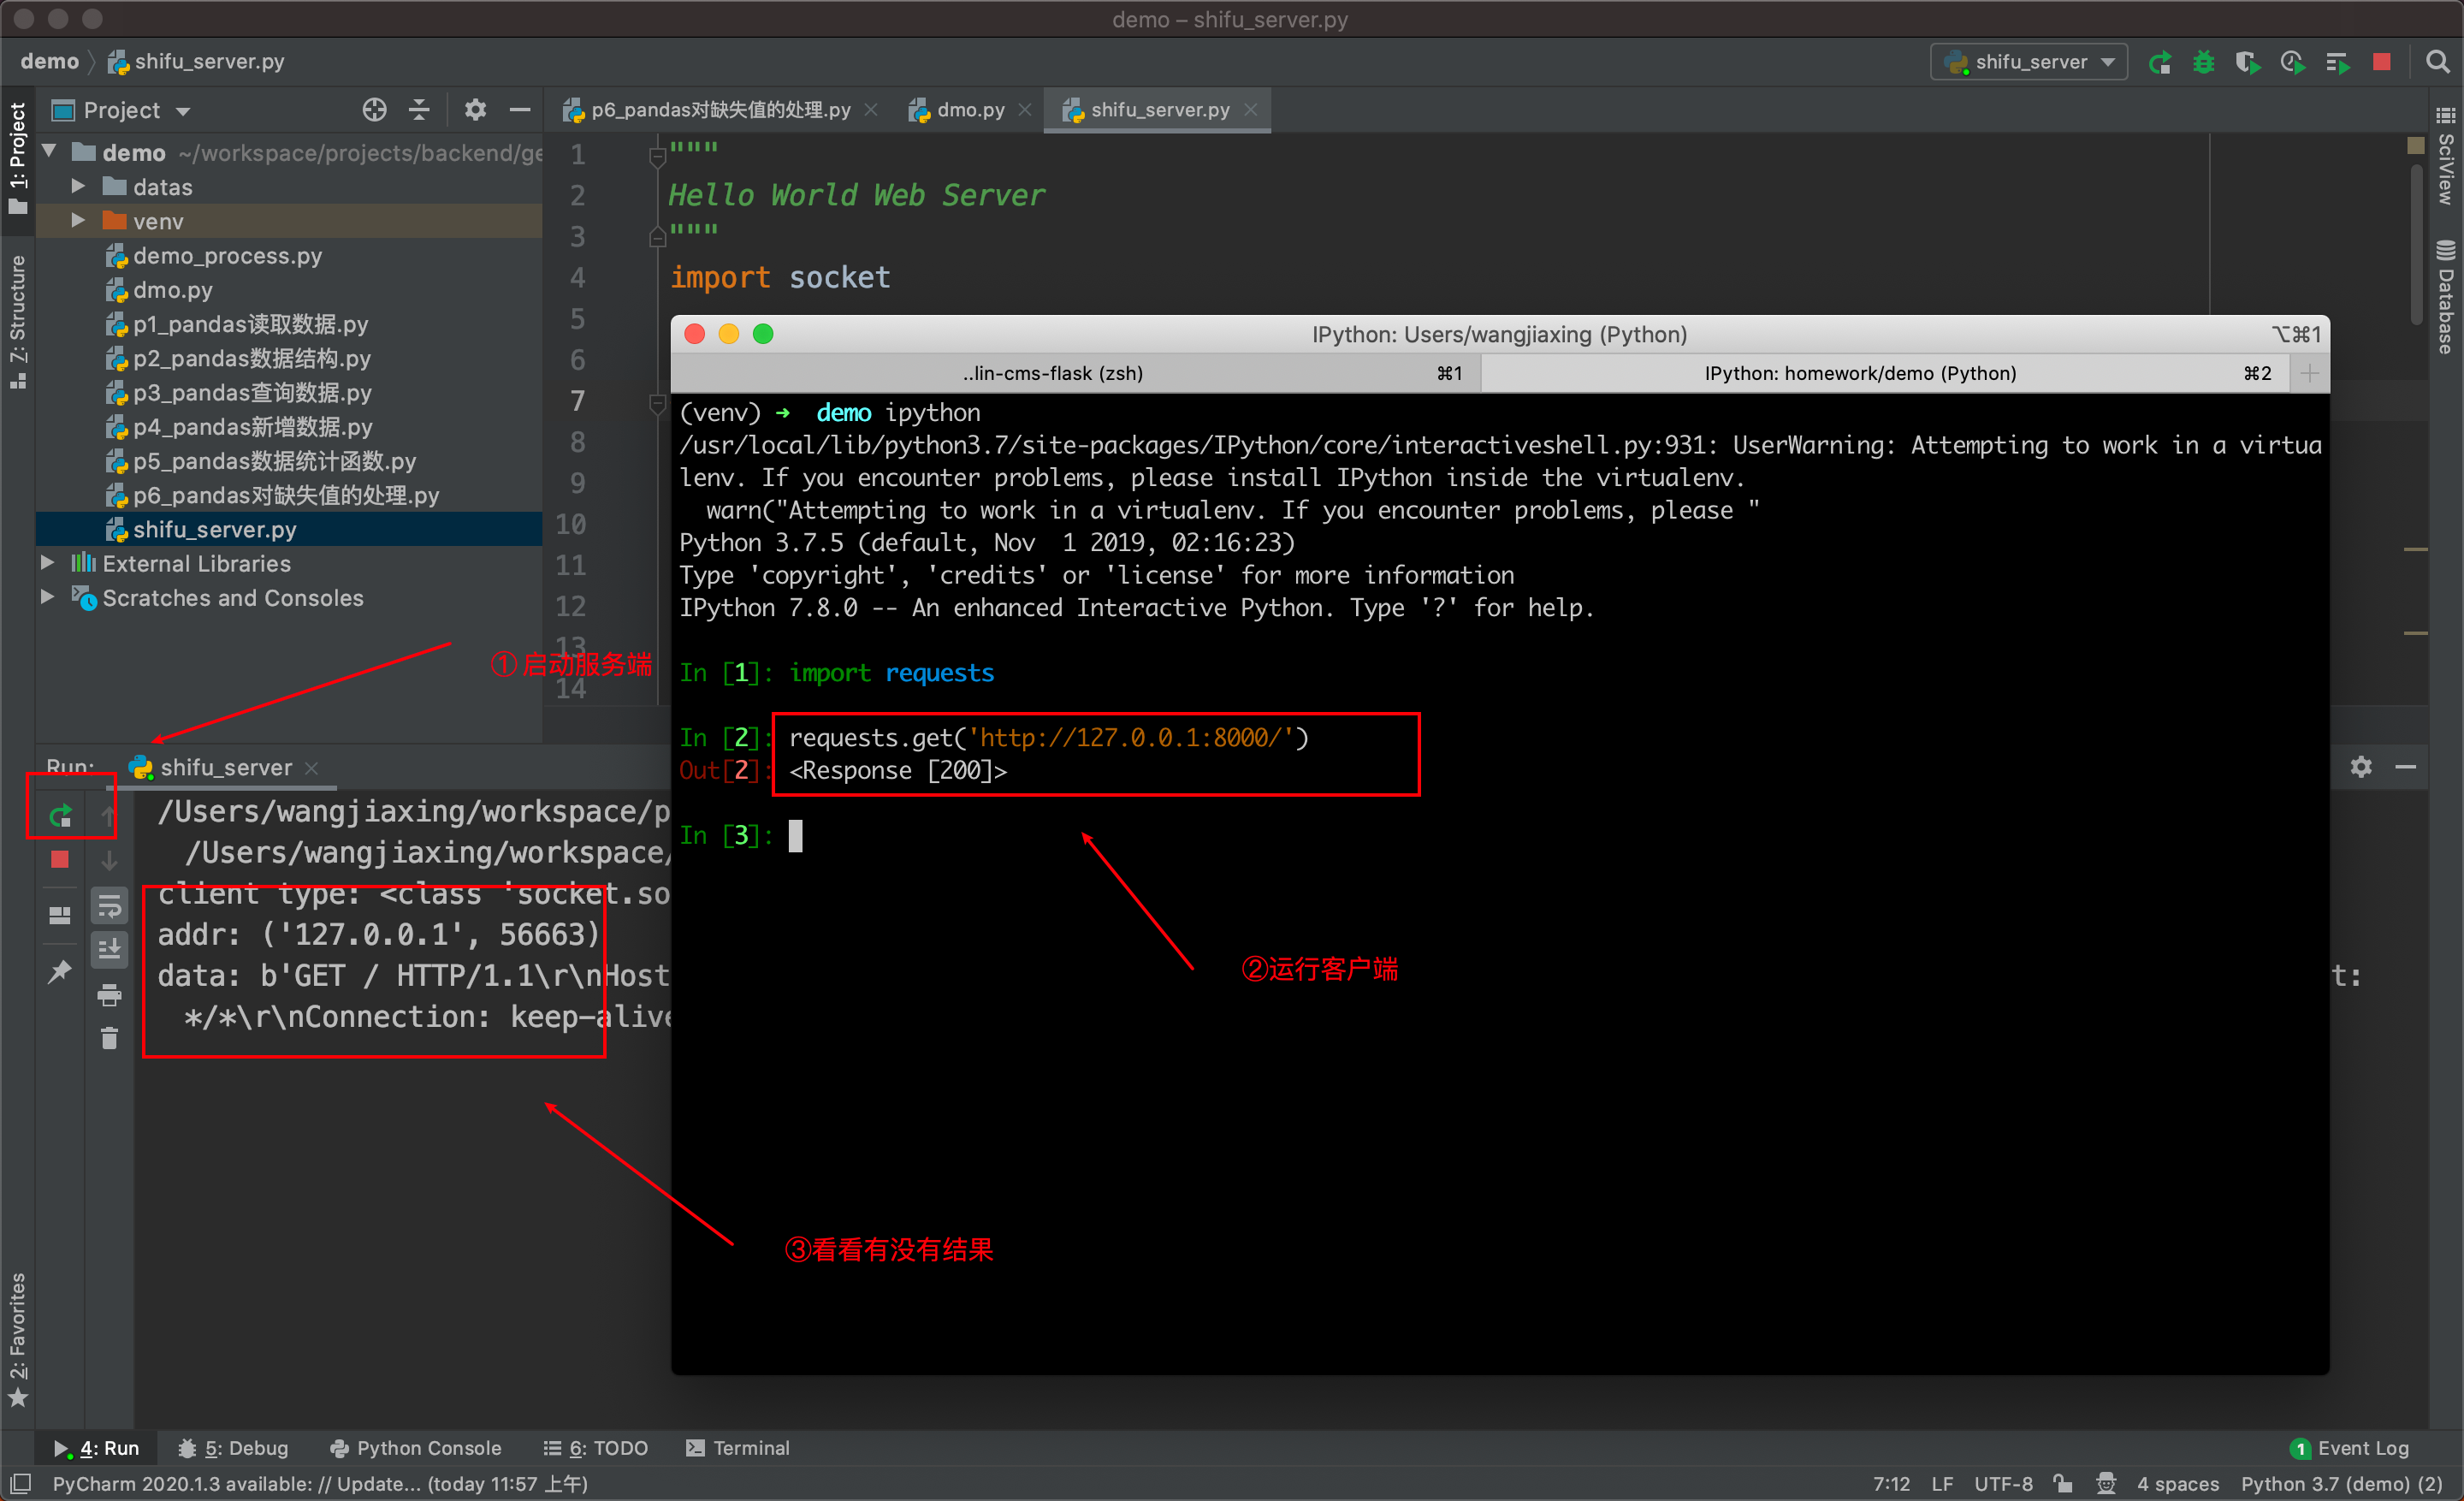 demo – shifu_server.py
demo
shifu_server.py
shifu_server
1: Project
7: Structure
2: Favorites
SciView
Database
Project
p6_pandas对缺失值的处理.py
dmo.py
shifu_server.py
demo ~/workspace/projects/backend/ge
datas
venv
demo_process.py
dmo.py
p1_pandas读取数据.py
p2_pandas数据结构.py
p3_pandas查询数据.py
p4_pandas新增数据.py
p5_pandas数据统计函数.py
p6_pandas对缺失值的处理.py
shifu_server.py
External Libraries
Scratches and Consoles
1 """
2 Hello World Web Server
3 """
4 import socket
5
6
7
8
9
10
11
12
13
14
①启动服务端
IPython: Users/wangjiaxing (Python)
⌥⌘1
..lin-cms-flask (zsh)
⌘1
IPython: homework/demo (Python)
⌘2
(venv) ➜  demo ipython
/usr/local/lib/python3.7/site-packages/IPython/core/interactiveshell.py:931: UserWarning: Attempting to work in a virtua
lenv. If you encounter problems, please install IPython inside the virtualenv.
  warn("Attempting to work in a virtualenv. If you encounter problems, please "
Python 3.7.5 (default, Nov  1 2019, 02:16:23)
Type 'copyright', 'credits' or 'license' for more information
IPython 7.8.0 -- An enhanced Interactive Python. Type '?' for help.
In [1]: import requests
In [2]: requests.get('http://127.0.0.1:8000/')
Out[2]: <Response [200]>
In [3]:
②运行客户端
③看看有没有结果
Run:
shifu_server
/Users/wangjiaxing/workspace/p
/Users/wangjiaxing/workspace/
client type: <class 'socket.so
addr: ('127.0.0.1', 56663)
data: b'GET / HTTP/1.1\r\nHost
t:
*/*\r\nConnection: keep-alive
4: Run
5: Debug
Python Console
6: TODO
Terminal
1 Event Log
PyCharm 2020.1.3 available: // Update... (today 11:57 上午)
7:12
LF
UTF-8
4 spaces
Python 3.7 (demo) (2)